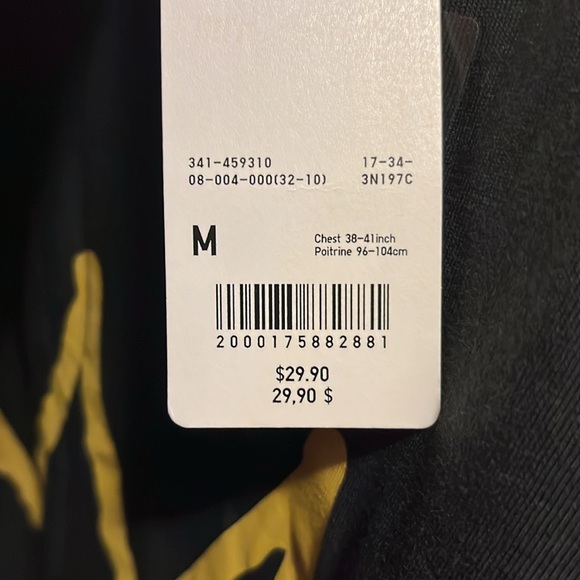 341-459310 17-34-
08-004-000(32-10) 3N197C
M Chest 38-41inch
Poitrine 96-104cm
2000175882881
$29.90
29,90 $